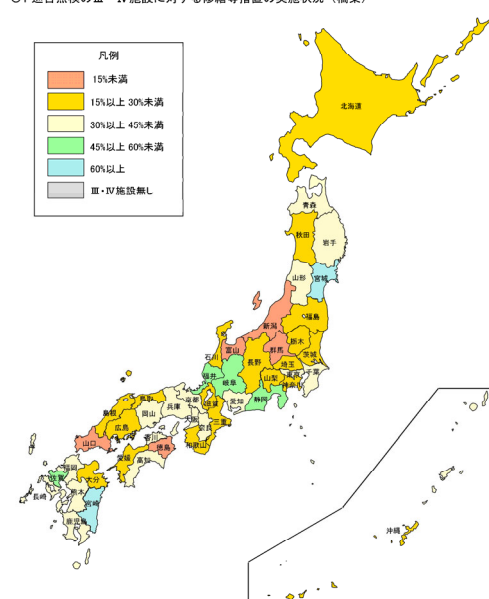 凡例
15%未満
15%以上 30%未満
30%以上 45%未満
45%以上 60%未満
60%以上
Ⅲ・Ⅳ施設無し
北海道
青森
秋田
岩手
山形
宮城
新潟
福島
石川
富山
群馬
栃木
茨城
福井
長野
埼玉
岐阜
山梨
東京
千葉
神奈川
鳥取
京都
滋賀
愛知
静岡
島根
岡山
兵庫
大阪
三重
広島
奈良
山口
香川
徳島
和歌山
愛媛
高知
福岡
佐賀
大分
長崎
熊本
宮崎
鹿児島
沖縄